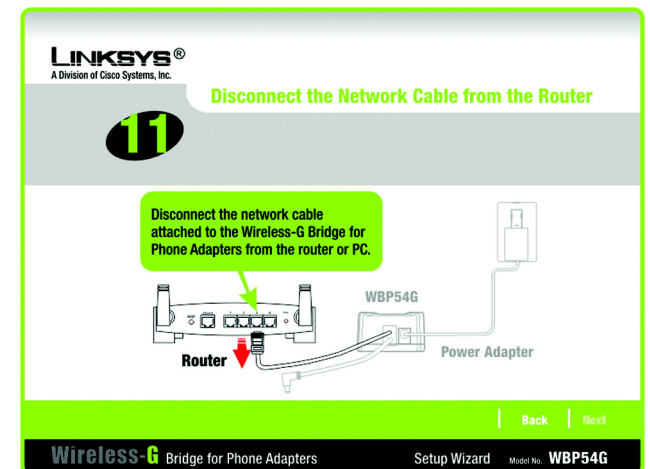 LINKSYS®
A Division of Cisco Systems, Inc.
Disconnect the Network Cable from the Router
11
Disconnect the network cable
attached to the Wireless-G Bridge for
Phone Adapters from the router or PC.
WBP54G
Router
Power Adapter
Back
Next
Wireless-G Bridge for Phone Adapters
Setup Wizard
Model No. WBP54G